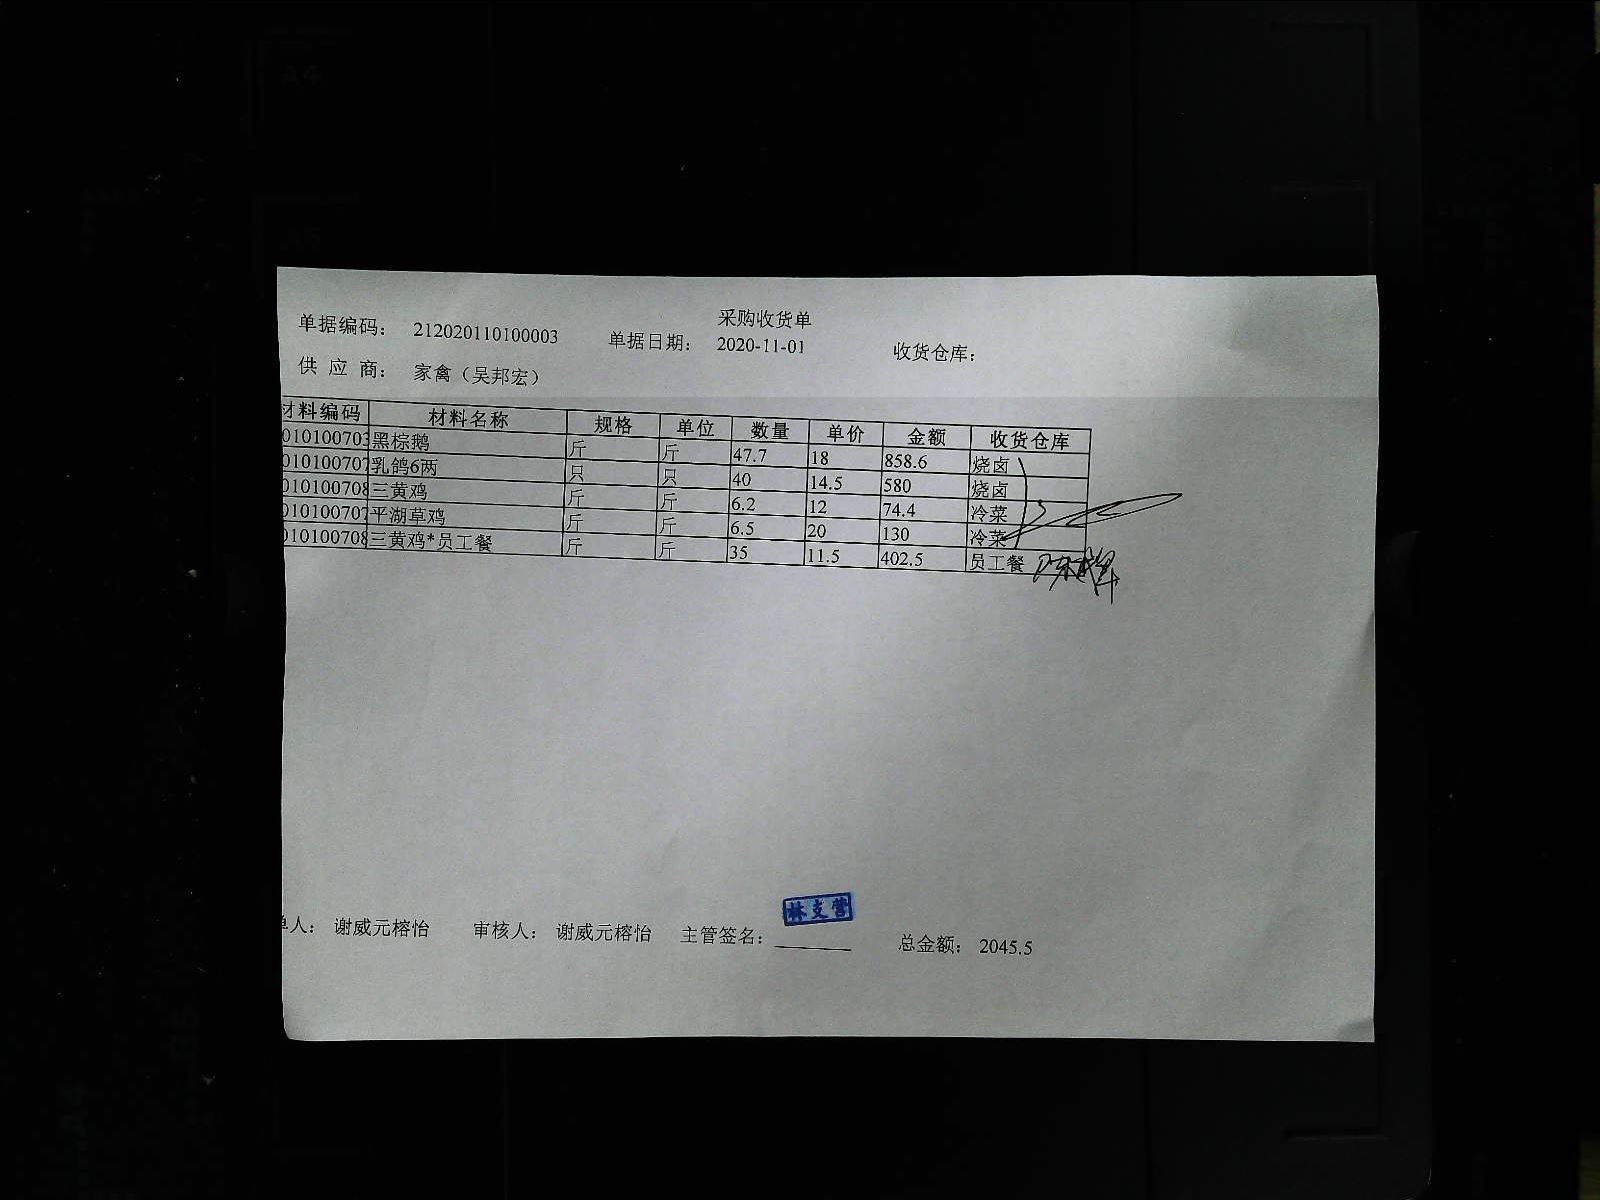 采购收货单
单据编码： 212020110100003 单据日期： 2020-11-01 收货仓库：
供 应 商： 家禽（吴邦宏）
材料编码 材料名称 规格 单位 数量 单价 金额 收货仓库
010100703 黑棕鹅 斤 斤 47.7 18 858.6 烧卤
010100707 乳鸽6两 只 只 40 14.5 580 烧卤
010100708 三黄鸡 斤 斤 6.2 12 74.4 冷菜
010100707 平湖草鸡 斤 斤 6.5 20 130 冷菜
010100708 三黄鸡*员工餐 斤 斤 35 11.5 402.5 员工餐
林支营
单人： 谢威元榕怡 审核人： 谢威元榕怡 主管签名： 总金额： 2045.5